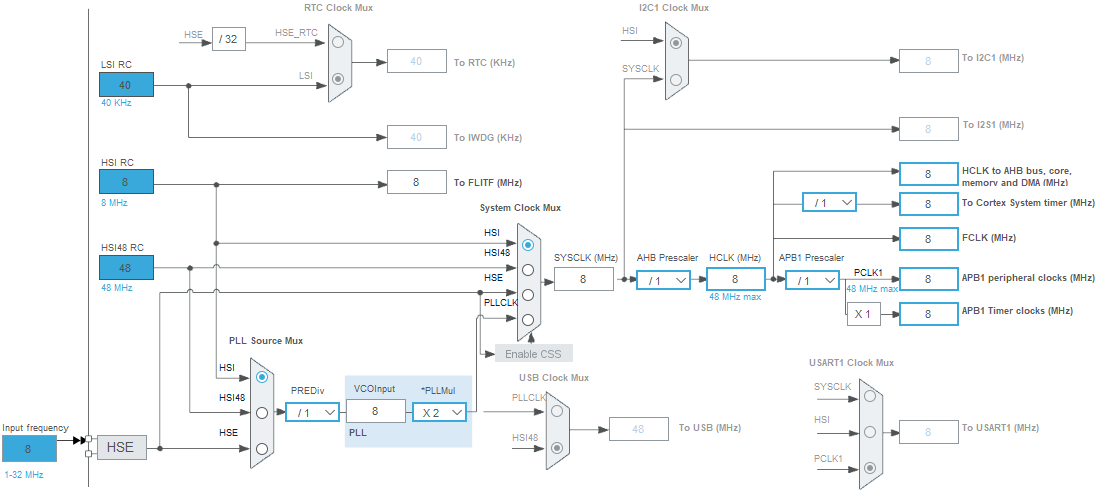 RTC Clock Mux
HSE
/ 32
HSE_RTC
LSI
40
To RTC (KHz)
LSI RC
40
40 KHz
40
To IWDG (KHz)
HSI RC
8
8 MHz
8
To FLITF (MHz)
HSI48 RC
48
48 MHz
I2C1 Clock Mux
HSI
SYSCLK
8
To I2C1 (MHz)
8
To I2S1 (MHz)
System Clock Mux
HSI
HSI48
HSE
PLLCLK
Enable CSS
SYSCLK (MHz)
8
AHB Prescaler
/ 1
HCLK (MHz)
8
48 MHz max
APB1 Prescaler
/ 1
8
HCLK to AHB bus, core,
memory and DMA (MHz)
/ 1
8
To Cortex System timer (MHz)
8
FCLK (MHz)
PCLK1
48 MHz max
8
APB1 peripheral clocks (MHz)
X 1
8
APB1 Timer clocks (MHz)
PLL Source Mux
HSI
HSI48
HSE
PREDiv
/ 1
VCOInput
8
*PLLMul
X 2
PLL
Input frequency
8
1-32 MHz
HSE
USB Clock Mux
PLLCLK
HSI48
48
To USB (MHz)
USART1 Clock Mux
SYSCLK
HSI
PCLK1
8
To USART1 (MHz)